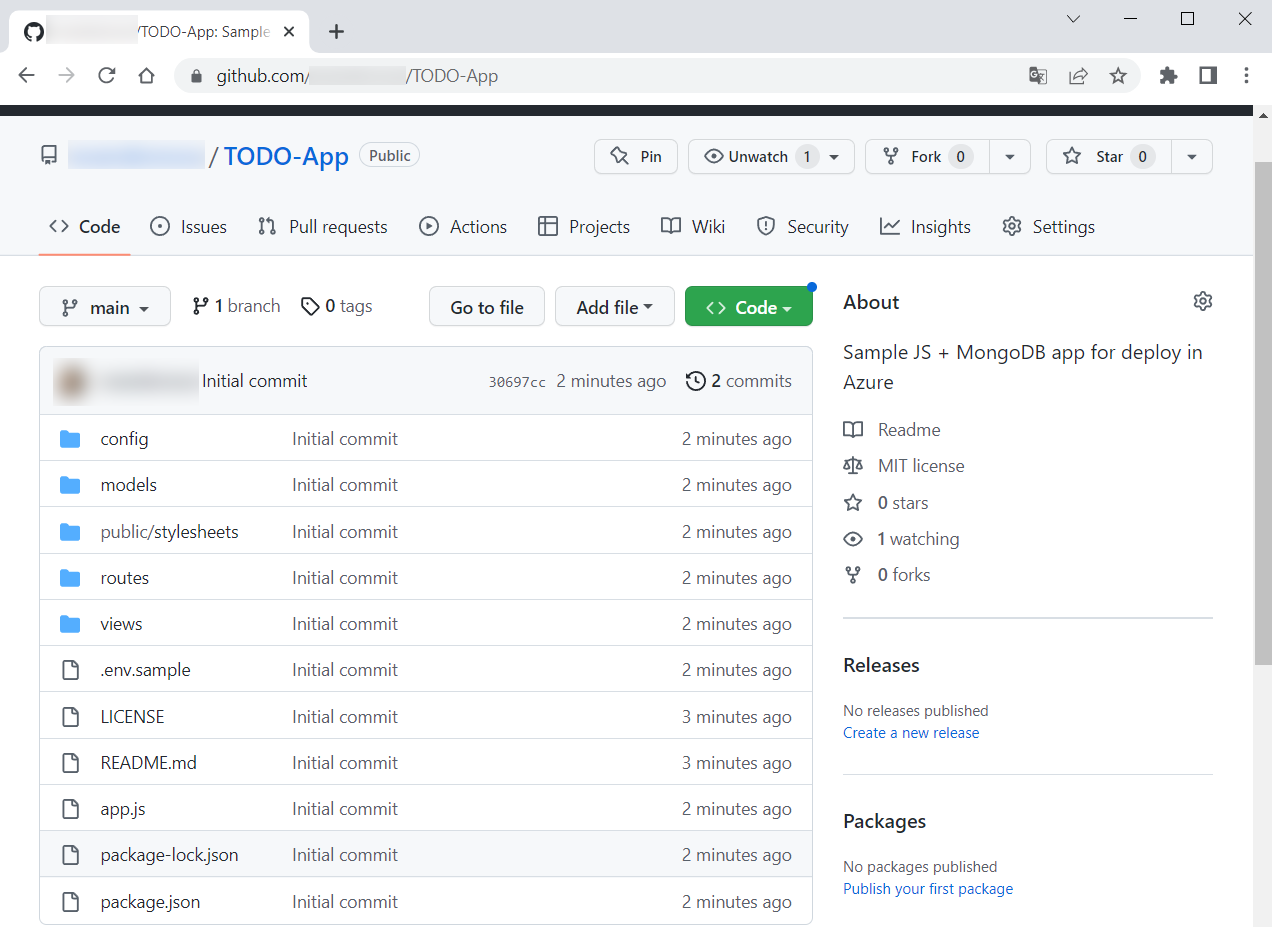 /TODO-App: Sample
github.com/ /TODO-App
/ TODO-App Public
Pin
Unwatch 1
Fork 0
Star 0
Code
Issues
Pull requests
Actions
Projects
Wiki
Security
Insights
Settings
main
1 branch
0 tags
Go to file
Add file
Code
Initial commit 30697cc 2 minutes ago 2 commits
config Initial commit 2 minutes ago
models Initial commit 2 minutes ago
public/stylesheets Initial commit 2 minutes ago
routes Initial commit 2 minutes ago
views Initial commit 2 minutes ago
.env.sample Initial commit 2 minutes ago
LICENSE Initial commit 3 minutes ago
README.md Initial commit 3 minutes ago
app.js Initial commit 2 minutes ago
package-lock.json Initial commit 2 minutes ago
package.json Initial commit 2 minutes ago
About
Sample JS + MongoDB app for deploy in
Azure
Readme
MIT license
0 stars
1 watching
0 forks
Releases
No releases published
Create a new release
Packages
No packages published
Publish your first package